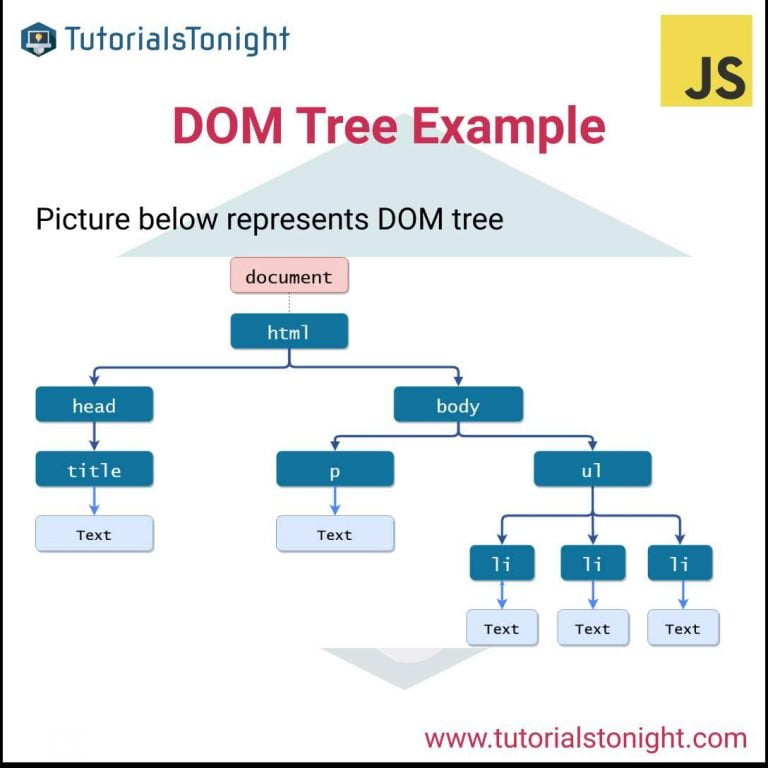 TutorialsTonight
JS
DOM Tree Example
Picture below represents DOM tree
document
html
head body
title p ul
Text Text
li li li
Text Text Text
www.tutorialstonight.com